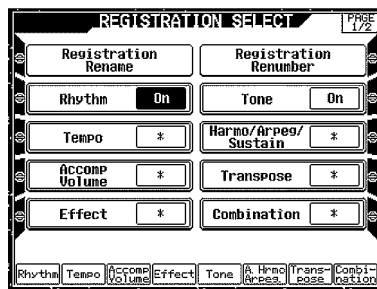 REGISTRATION SELECT
PAGE
1/2
Registration
Rename
Registration
Renumber
Rhythm On
Tone On
Tempo *
Harmo/Arpeg/
Sustain *
Accomp
Volume *
Transpose *
Effect *
Combination *
Rhythm
Tempo
Accomp
Volume
Effect
Tone
A. Hrmo
Arpeg.
Trans-
pose
Combi-
nation